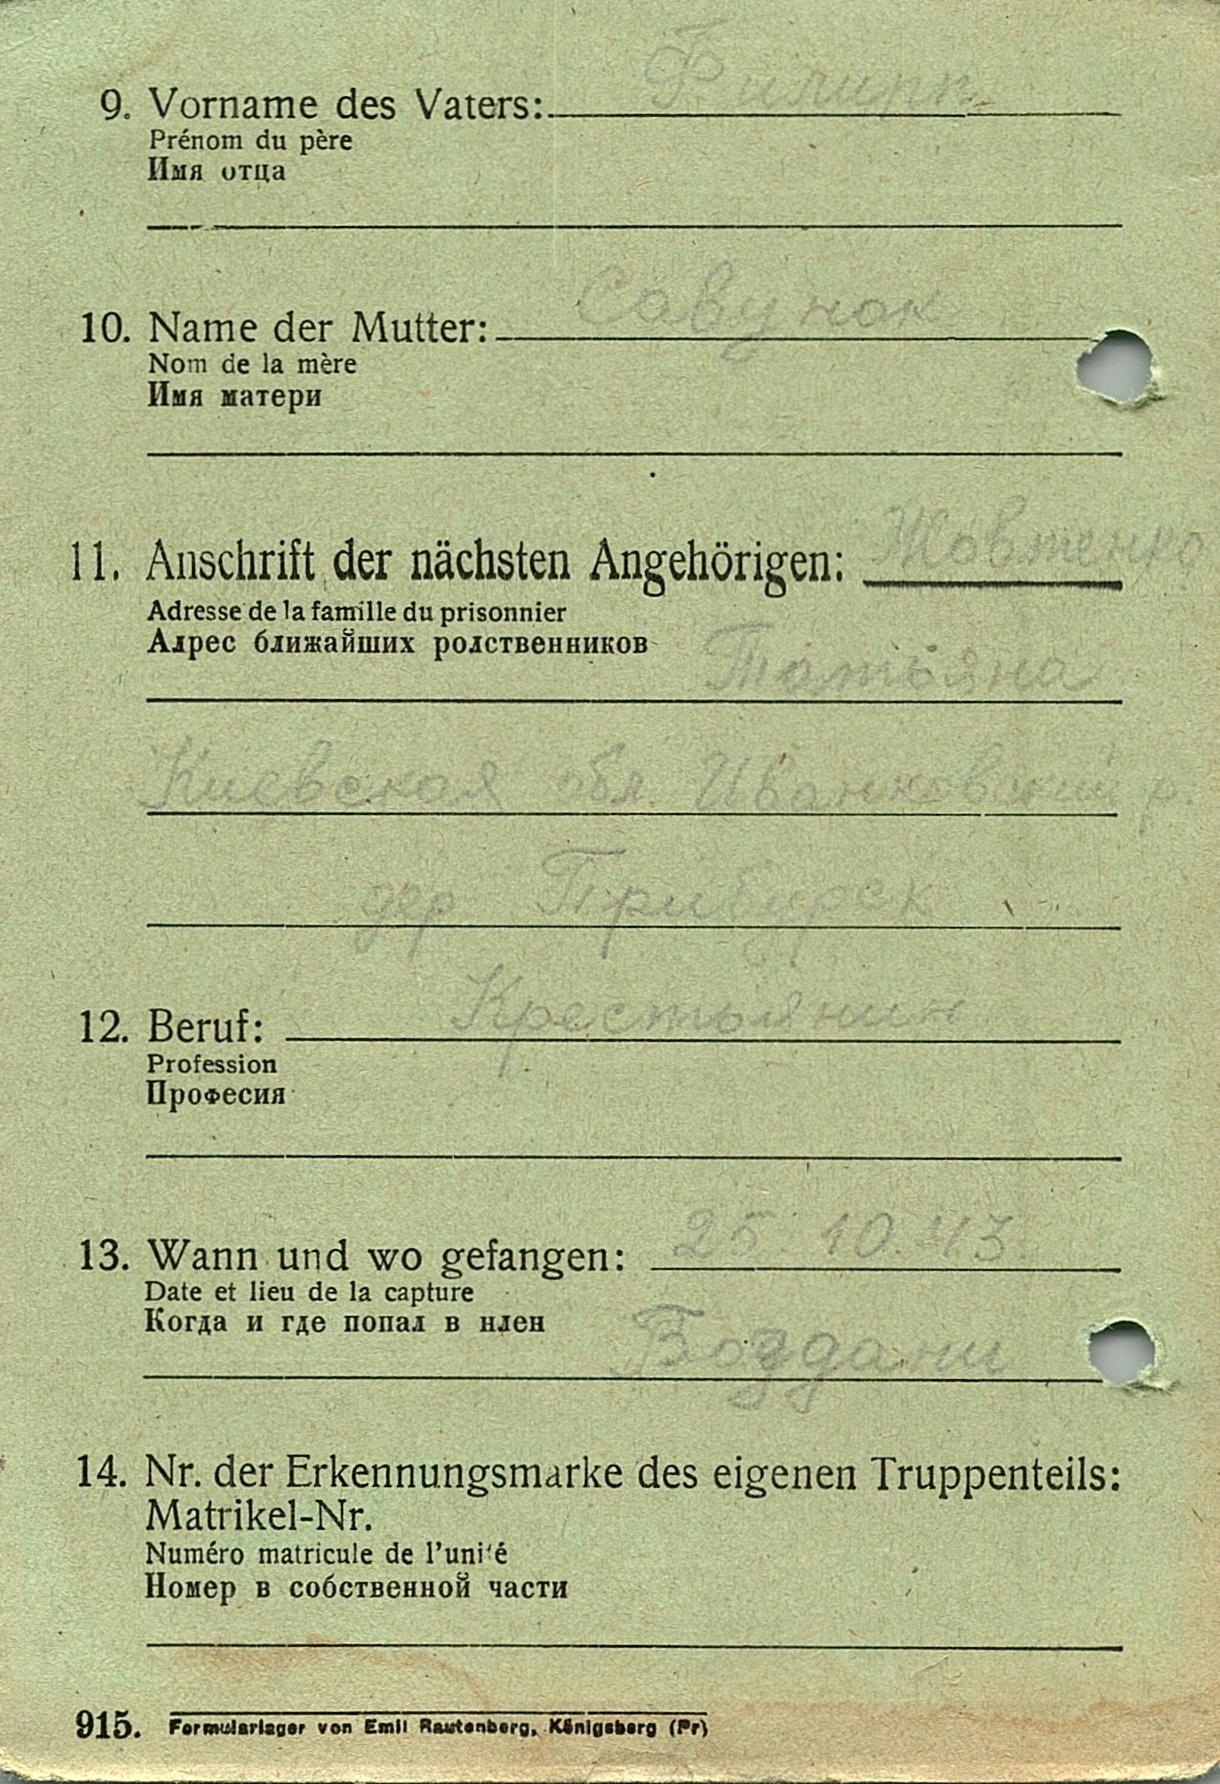 9. Vorname des Vaters: Филирп
Prénom du père
Имя отца
10. Name der Mutter: Савунок
Nom de la mère
Имя матери
11. Anschrift der nächsten Angehörigen: Жовтенко
Adresse de la famille du prisonnier
Адрес ближайших родственников
Татьяна
Киевская обл. Иванковский р.
дер Прибурск
12. Beruf: Крестьянин
Profession
Професия
13. Wann und wo gefangen: 25 10 43
Date et lieu de la capture
Когда и где попал в нлен
14. Nr. der Erkennungsmarke des eigenen Truppenteils:
Matrikel-Nr.
Numéro matricule de l'unité
Номер в собственной части
915. Formularlager von Emil Rautenberg, Königsberg (Pr)